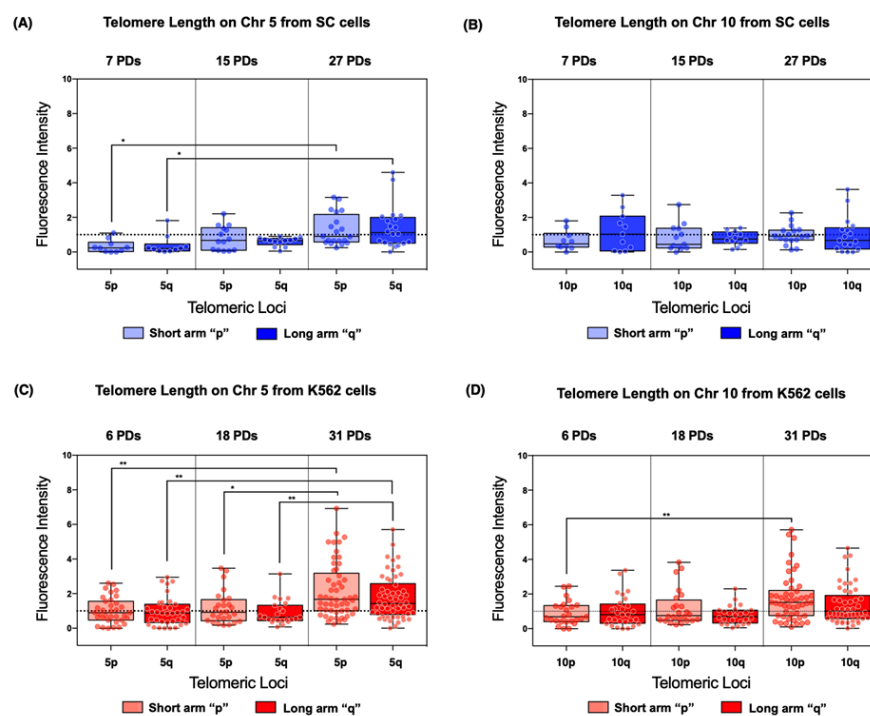 (A) Telomere Length on Chr 5 from SC cells
7 PDs 15 PDs 27 PDs
Fluorescence Intensity
10
8
6
4
2
0
*
*
5p 5q 5p 5q 5p 5q
Telomeric Loci
Short arm “p” Long arm “q”
(B) Telomere Length on Chr 10 from SC cells
7 PDs 15 PDs 27 PDs
Fluorescence Intensity
10
8
6
4
2
0
10p 10q 10p 10q 10p 10q
Telomeric Loci
Short arm “p” Long arm “q”
(C) Telomere Length on Chr 5 from K562 cells
6 PDs 18 PDs 31 PDs
Fluorescence Intensity
10
8
6
4
2
0
**
**
*
**
5p 5q 5p 5q 5p 5q
Telomeric Loci
Short arm “p” Long arm “q”
(D) Telomere Length on Chr 10 from K562 cells
6 PDs 18 PDs 31 PDs
Fluorescence Intensity
10
8
6
4
2
0
**
10p 10q 10p 10q 10p 10q
Telomeric Loci
Short arm “p” Long arm “q”